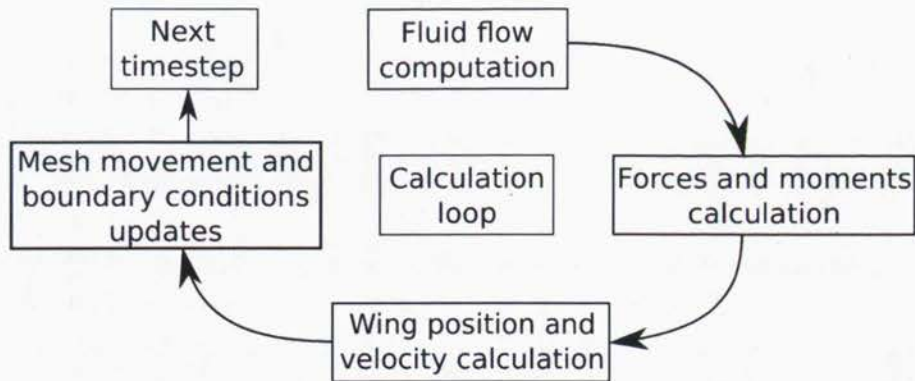 Next
timestep
Fluid flow
computation
Mesh movement and
boundary conditions
updates
Calculation
loop
Forces and moments
calculation
Wing position and
velocity calculation